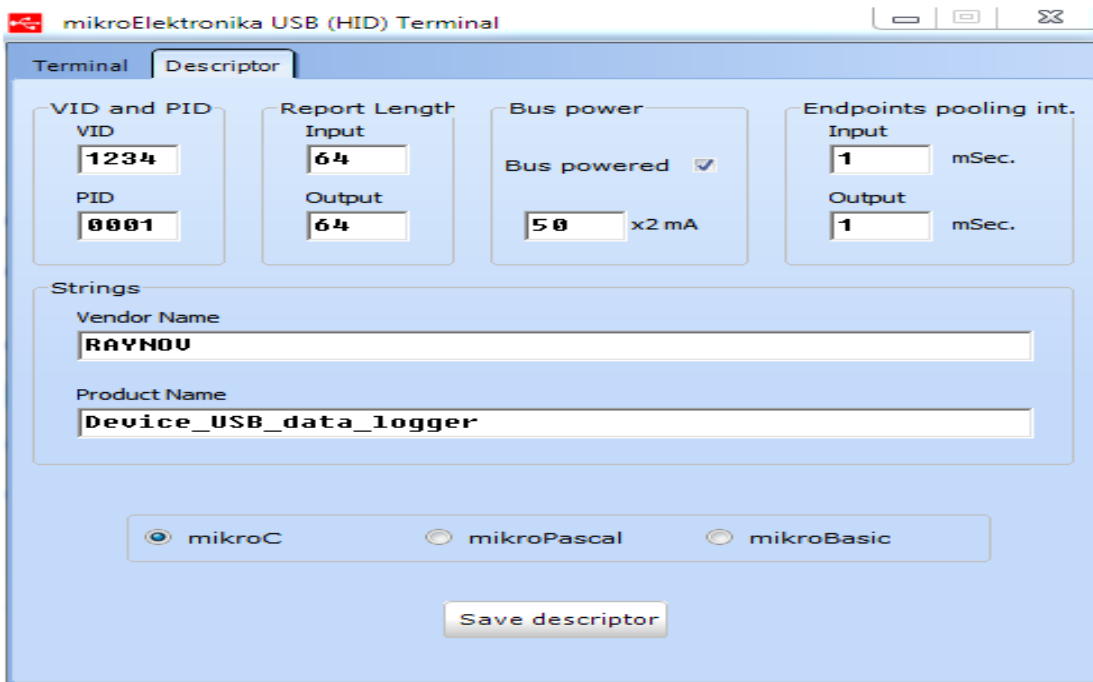 mikroElektronika USB (HID) Terminal
Terminal Descriptor
VID and PID Report Length Bus power Endpoints pooling int.
VID Input Input
1234 64 Bus powered 1 mSec.
PID Output Output
0001 64 50 x2 mA 1 mSec.
Strings
Vendor Name
RAYNOV
Product Name
Device_USB_data_logger
mikroC mikroPascal mikroBasic
Save descriptor